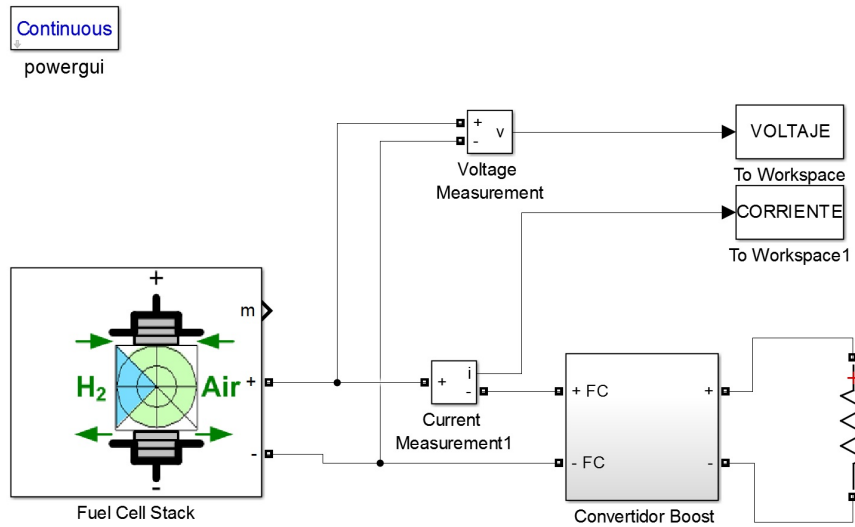 Continuous
powergui
+
-
v
Voltage
Measurement
VOLTAJE
To Workspace
CORRIENTE
To Workspace1
+
m
H2
Air
+
-
-
Fuel Cell Stack
+
i
-
Current
Measurement1
+ FC
- FC
+
-
Convertidor Boost
+